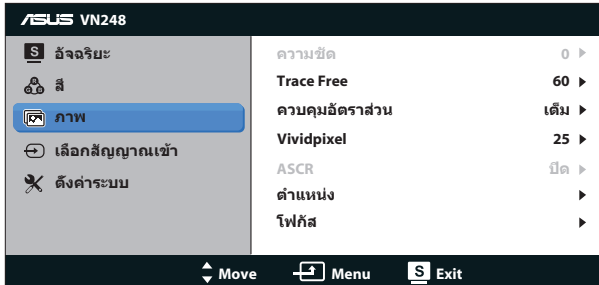 ASUS VN248
S อัจฉริยะ
สี
ภาพ
เลือกสัญญาณเข้า
ตั้งค่าระบบ
ความชัด 0
Trace Free 60
ควบคุมอัตราส่วน เต็ม
Vividpixel 25
ASCR ปิด
ตำแหน่ง
โฟกัส
Move Menu S Exit